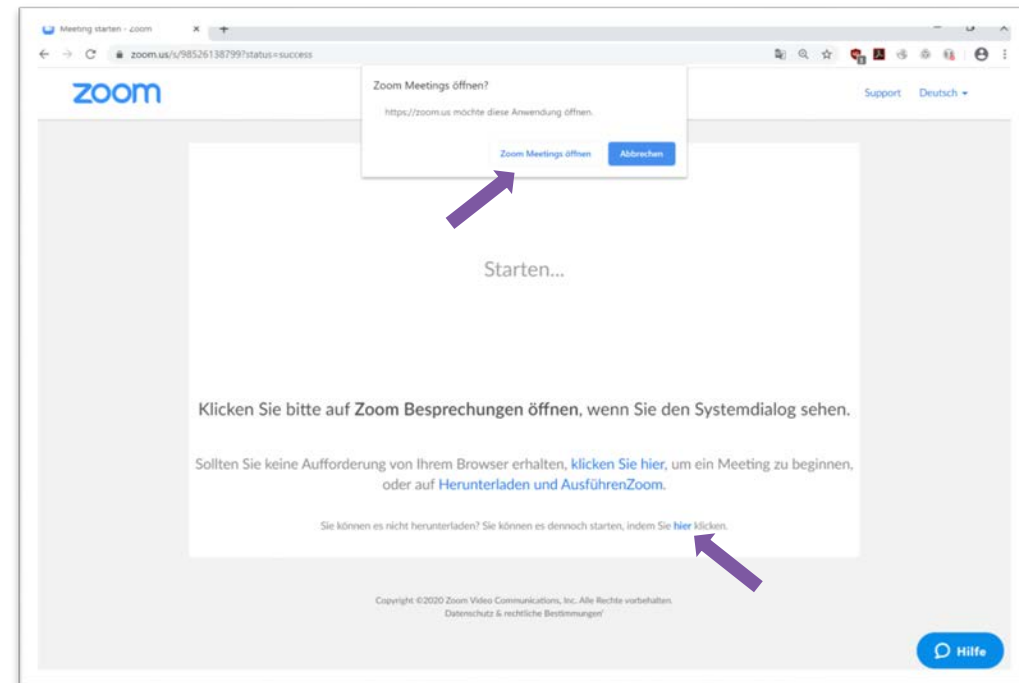 Meeting starten - Zoom
zoom.us/s/98526138799?status=success
zoom
Support Deutsch
Zoom Meetings öffnen?
https://zoom.us möchte diese Anwendung öffnen.
Zoom Meetings öffnen Abbrechen
Starten...
Klicken Sie bitte auf Zoom Besprechungen öffnen, wenn Sie den Systemdialog sehen.
Sollten Sie keine Aufforderung von Ihrem Browser erhalten, klicken Sie hier, um ein Meeting zu beginnen,
oder auf Herunterladen und AusführenZoom.
Sie können es nicht herunterladen? Sie können es dennoch starten, indem Sie hier klicken.
Copyright ©2020 Zoom Video Communications, Inc. Alle Rechte vorbehalten.
Datenschutz & rechtliche Bestimmungen
Hilfe